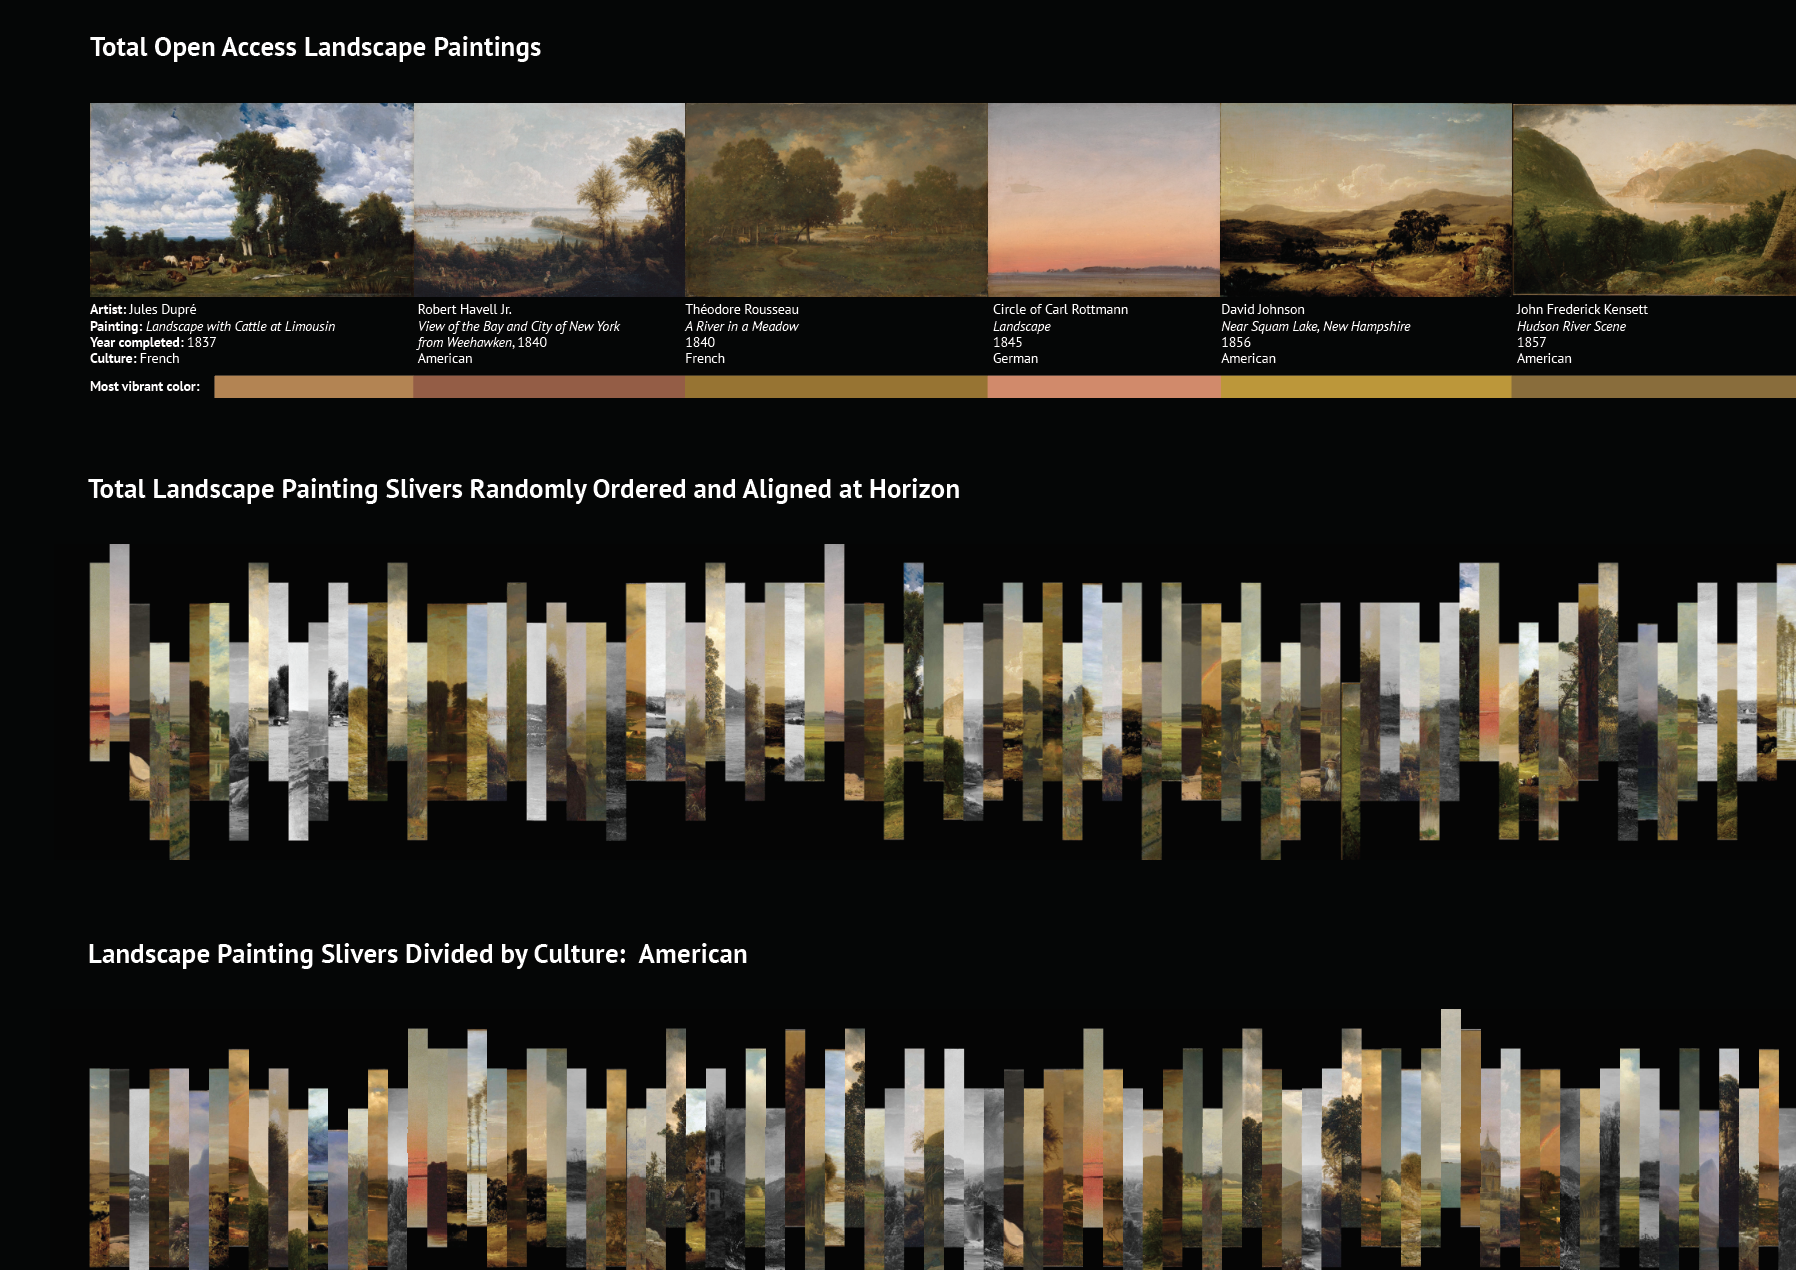 Total Open Access Landscape Paintings
Artist: Jules Dupré
Painting: Landscape with Cattle at Limousin
Year completed: 1837
Culture: French
Robert Havell Jr.
View of the Bay and City of New York
from Weehawken, 1840
American
Théodore Rousseau
A River in a Meadow
1840
French
Circle of Carl Rottmann
Landscape
1845
German
David Johnson
Near Squam Lake, New Hampshire
1856
American
John Frederick Kensett
Hudson River Scene
1857
American
Most vibrant color:
Total Landscape Painting Slivers Randomly Ordered and Aligned at Horizon
Landscape Painting Slivers Divided by Culture: American